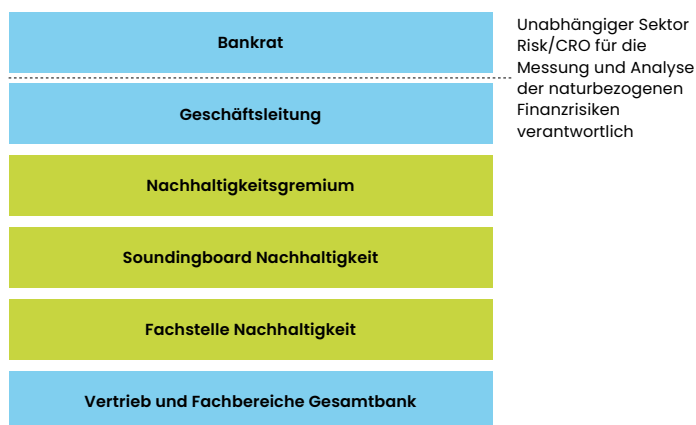 Bankrat
Unabhängiger Sektor
Risk/CRO für die
Messung und Analyse
der naturbezogenen
Finanzrisiken
verantwortlich
Geschäftsleitung
Nachhaltigkeitsgremium
Soundingboard Nachhaltigkeit
Fachstelle Nachhaltigkeit
Vertrieb und Fachbereiche Gesamtbank